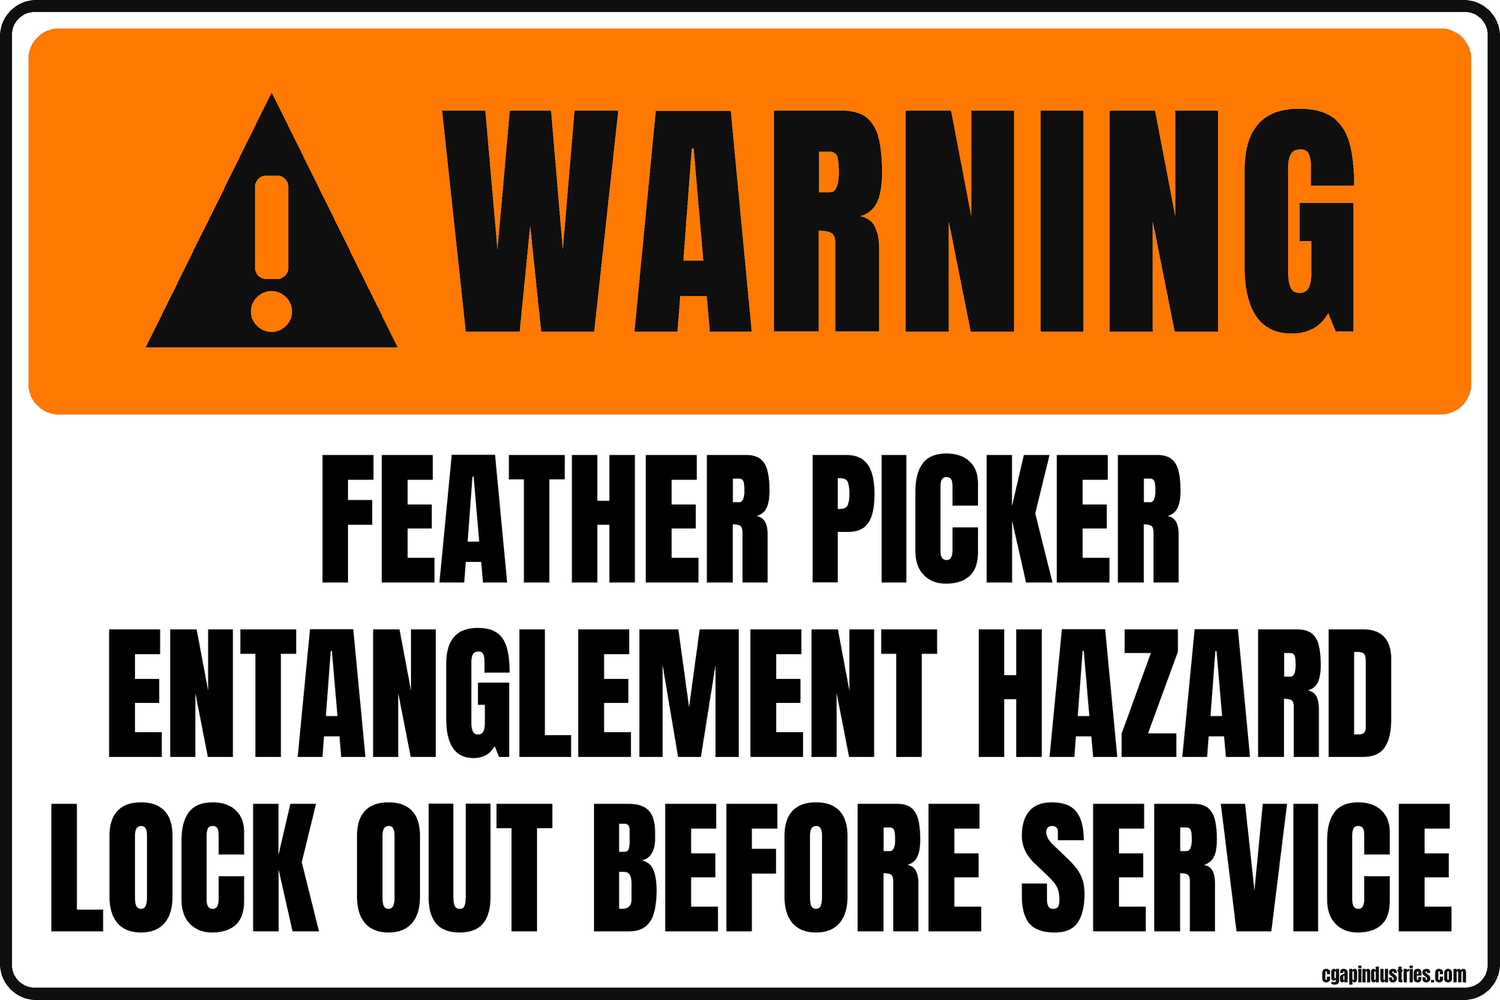 WARNING
FEATHER PICKER
ENTANGLEMENT HAZARD
LOCK OUT BEFORE SERVICE
cgapindustries.com